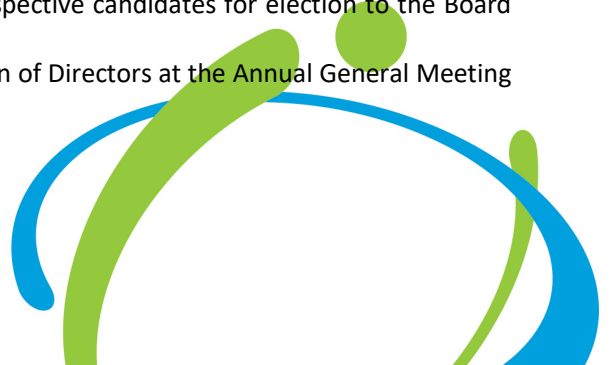 spective candidates for election to the Board
n of Directors at the Annual General Meeting